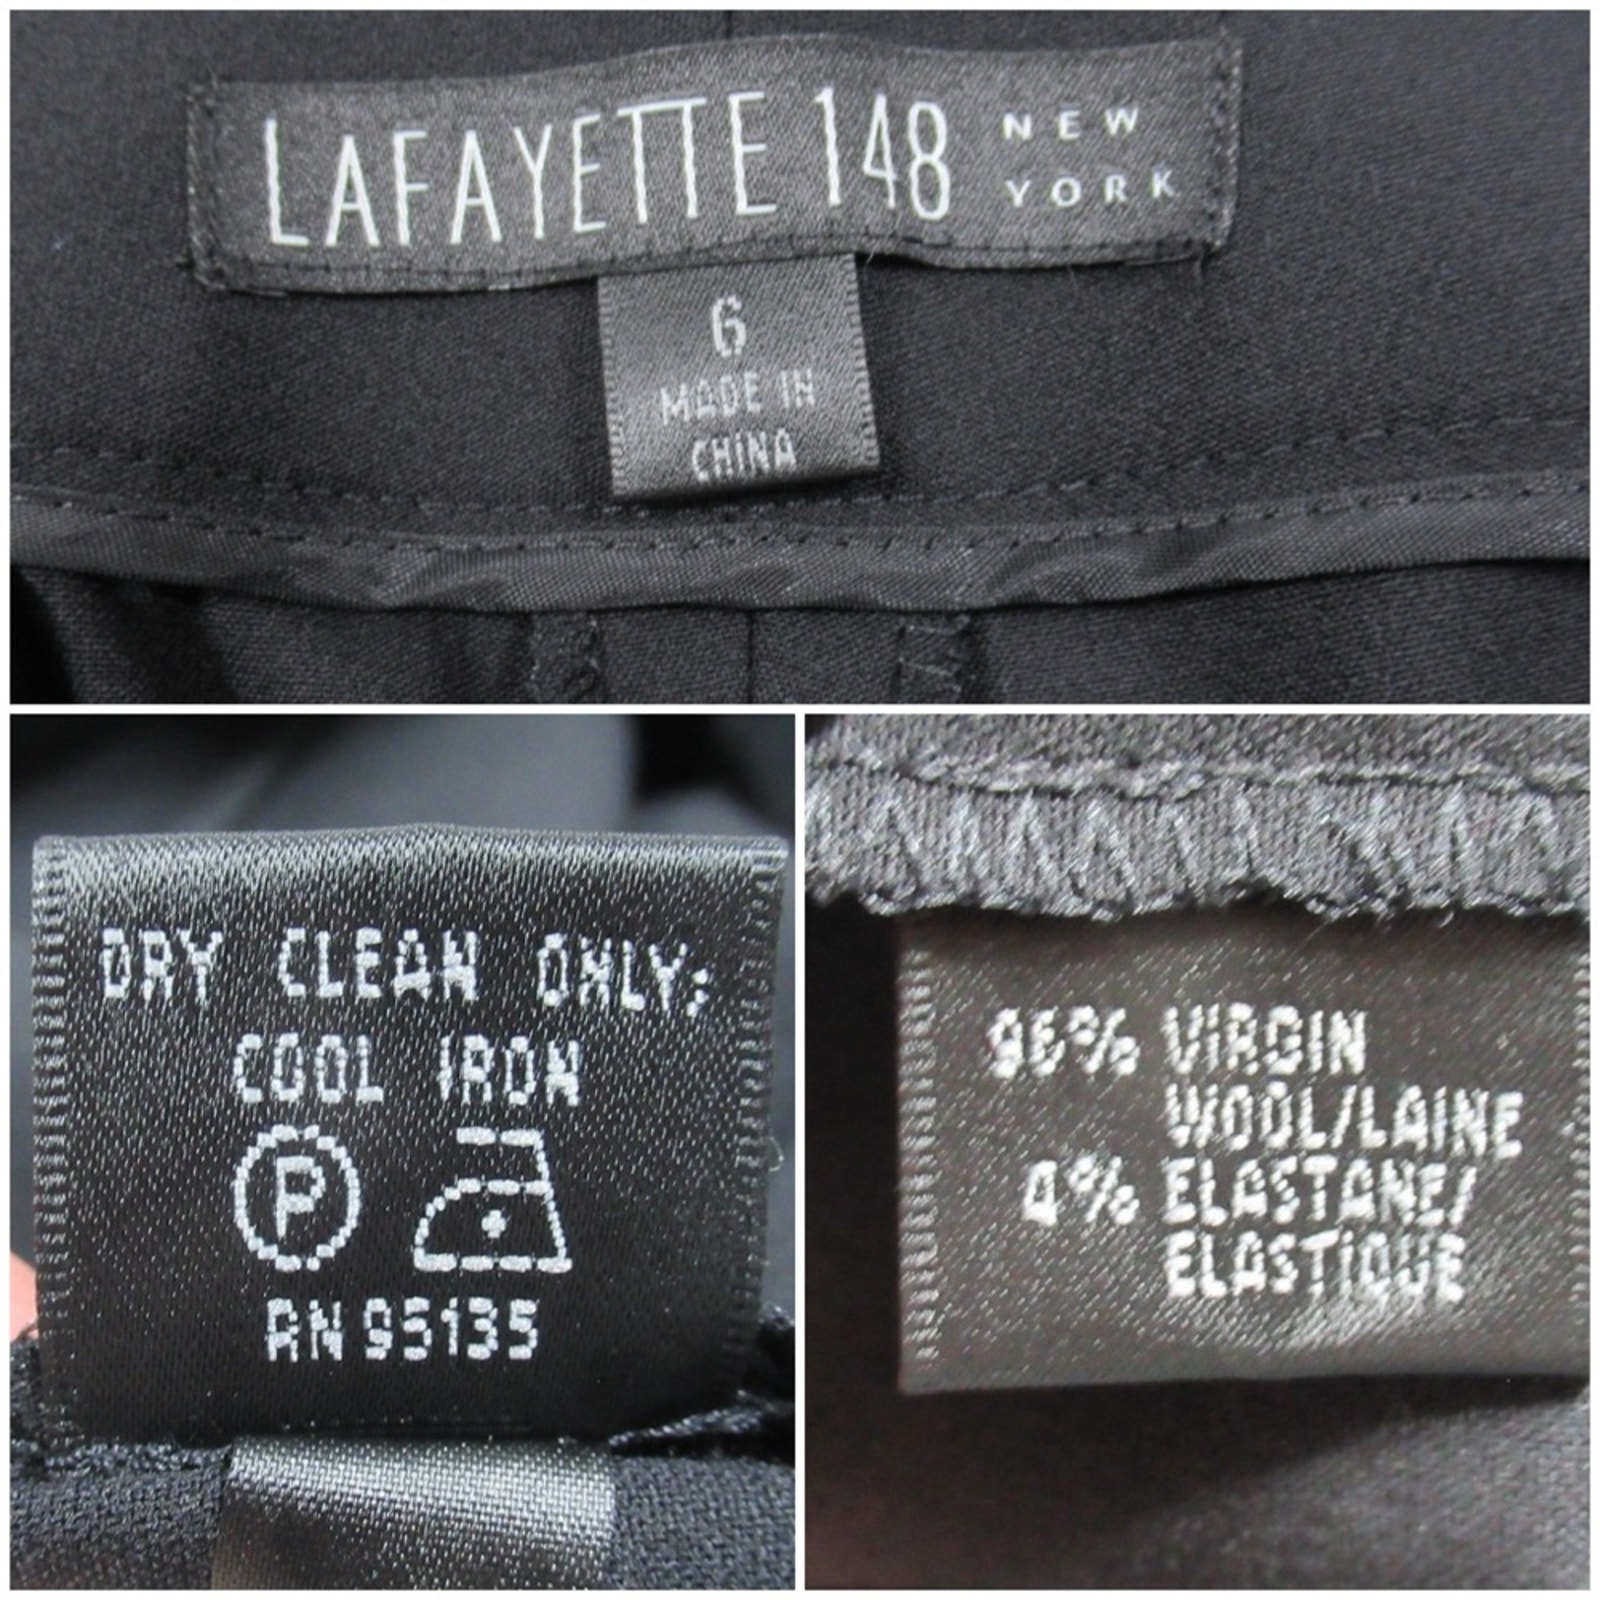 LAFAYETTE 148 NEW
YORK
6
MADE IN
CHINA
DRY CLEAN ONLY;
COOL IRON
P
RN 95135
96% VIRGIN
WOOL/LAINE
4% ELASTANE/
ELASTIQUE